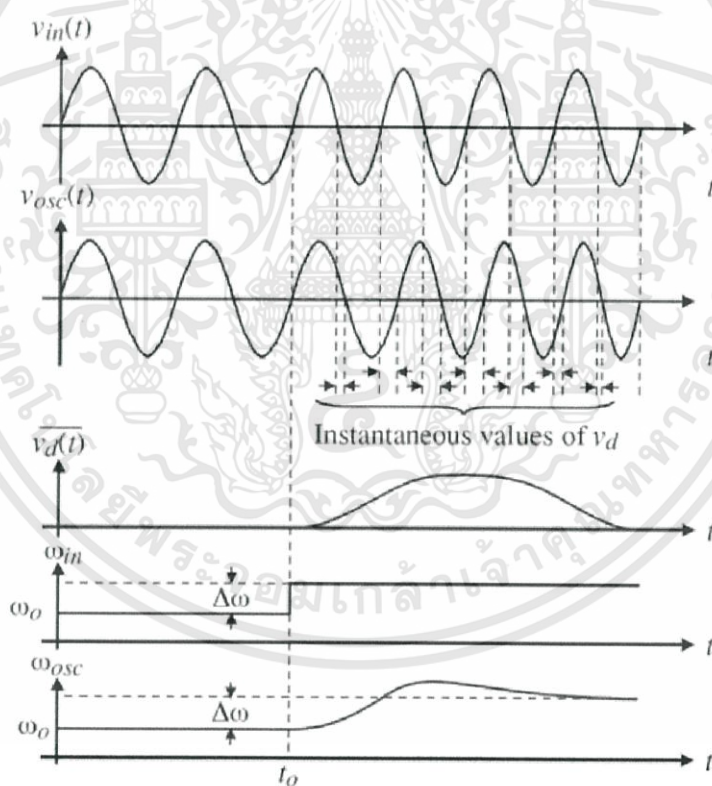 v_in(t)
t
v_osc(t)
t
Instantaneous values of v_d
v_d(t)
t
ω_in
ω_o
Δω
t
ω_osc
ω_o
Δω
t
t_o